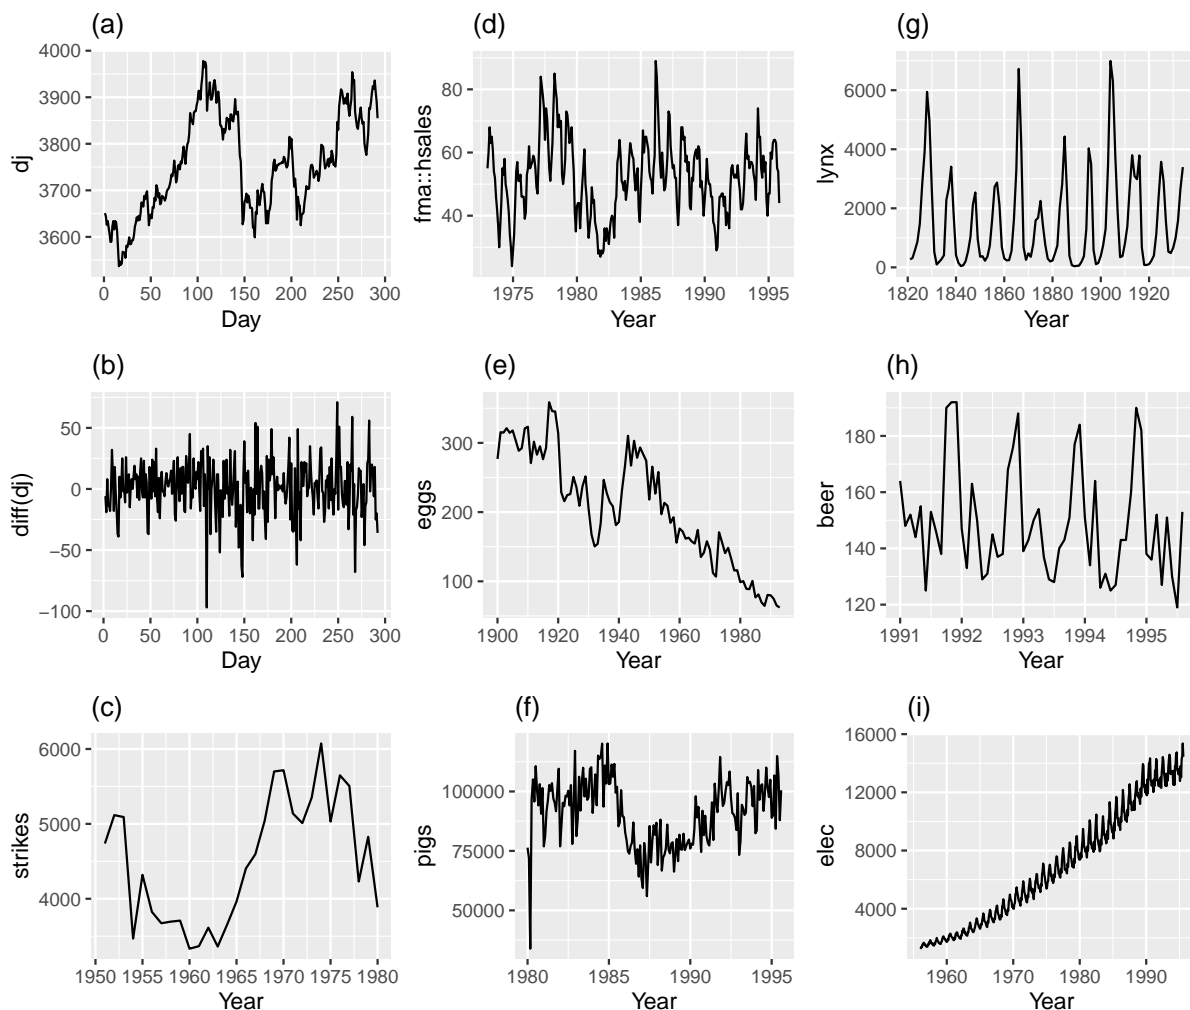 (a)
dj
4000
3900
3800
3700
3600
0 50 100 150 200 250 300
Day
(d)
fma::hsales
80
60
40
1975 1980 1985 1990 1995
Year
(g)
lynx
6000
4000
2000
0
1820 1840 1860 1880 1900 1920
Year
(b)
diff(dj)
50
0
−50
−100
0 50 100 150 200 250 300
Day
(e)
eggs
300
200
100
1900 1920 1940 1960 1980
Year
(h)
beer
180
160
140
120
1991 1992 1993 1994 1995
Year
(c)
strikes
6000
5000
4000
1950 1955 1960 1965 1970 1975 1980
Year
(f)
pigs
100000
75000
50000
1980 1985 1990 1995
Year
(i)
elec
16000
12000
8000
4000
1960 1970 1980 1990
Year